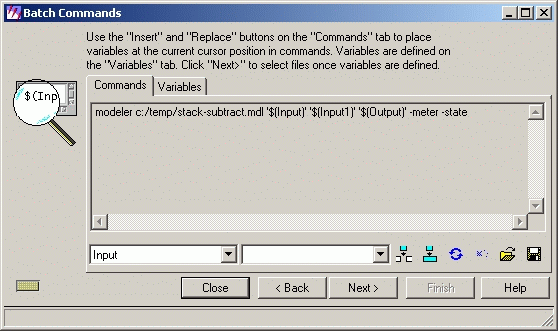 Batch Commands
Use the "Insert" and "Replace" buttons on the "Commands" tab to place
variables at the current cursor position in commands. Variables are defined on
the "Variables" tab. Click "Next>" to select files once variables are defined.
$(Inp
Commands
Variables
modeler c:/temp/stack-subtract.mdl '$(Input)' '$(Input1)' '$(Output)' -meter -state
Input
Close
< Back
Next >
Finish
Help